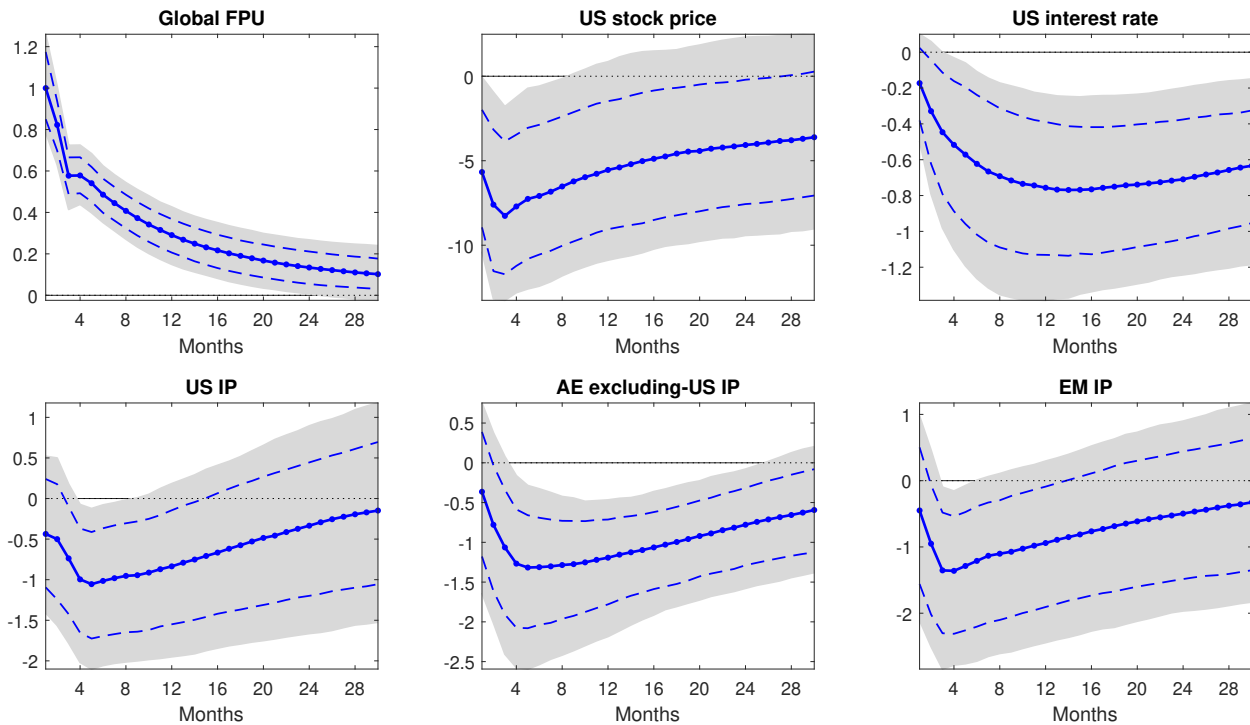 Global FPU
1.2
1
0.8
0.6
0.4
0.2
0
4 8 12 16 20 24 28
Months
US stock price
0
-5
-10
4 8 12 16 20 24 28
Months
US interest rate
0
-0.2
-0.4
-0.6
-0.8
-1
-1.2
4 8 12 16 20 24 28
Months
US IP
1
0.5
0
-0.5
-1
-1.5
-2
4 8 12 16 20 24 28
Months
AE excluding-US IP
0.5
0
-0.5
-1
-1.5
-2
-2.5
4 8 12 16 20 24 28
Months
EM IP
1
0
-1
-2
4 8 12 16 20 24 28
Months